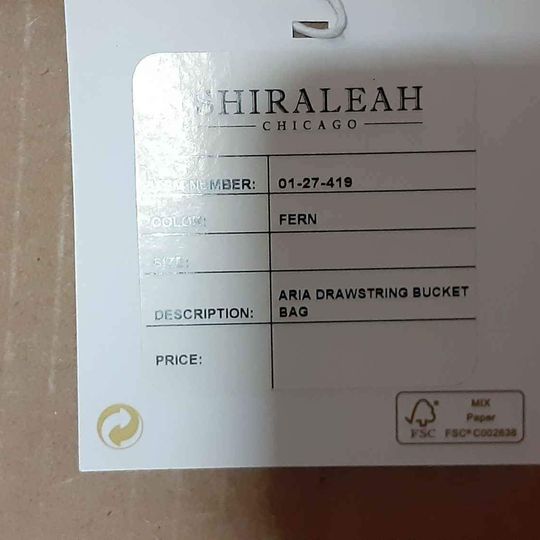 SHIRALEAH
CHICAGO
NUMBER: 01-27-419
COLOR: FERN
SIZE:
DESCRIPTION: ARIA DRAWSTRING BUCKET
BAG
PRICE:
MIX
Paper
FSC FSC® C002638